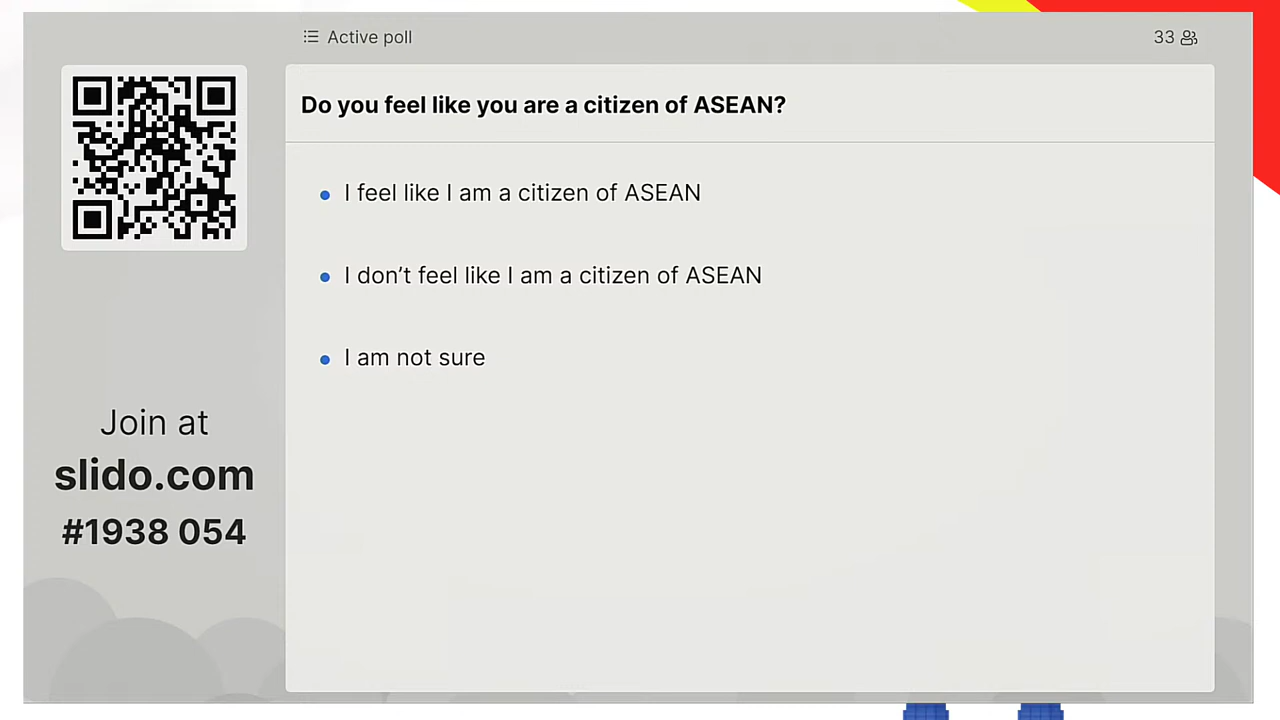 Active poll
33
Do you feel like you are a citizen of ASEAN?
I feel like I am a citizen of ASEAN
I don’t feel like I am a citizen of ASEAN
I am not sure
Join at
slido.com
#1938 054